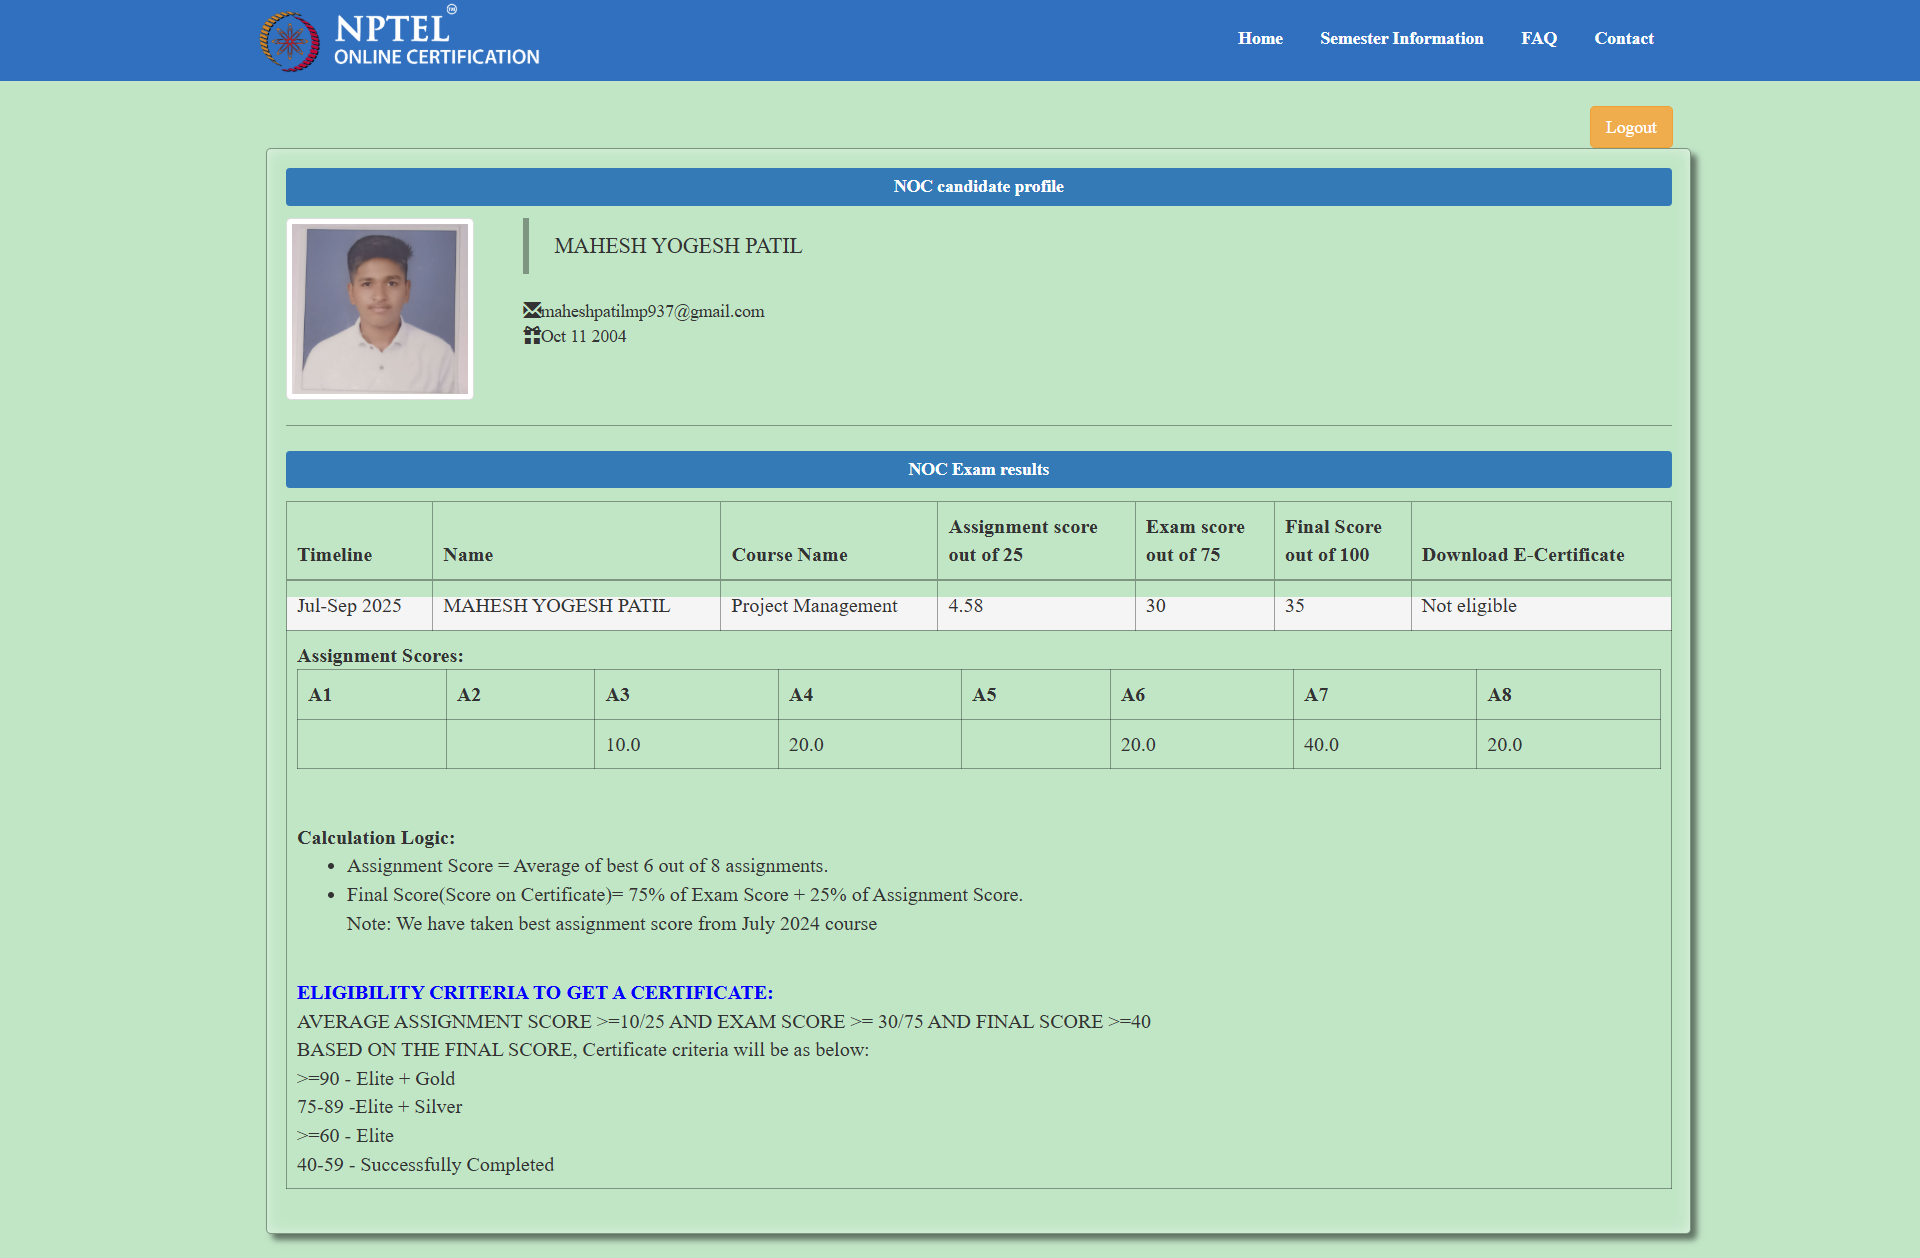 NPTEL
ONLINE CERTIFICATION
Home Semester Information FAQ Contact
Logout
NOC candidate profile
MAHESH YOGESH PATIL
maheshpatilmp937@gmail.com
Oct 11 2004
NOC Exam results
Timeline Name Course Name Assignment score out of 25 Exam score out of 75 Final Score out of 100 Download E-Certificate
Jul-Sep 2025 MAHESH YOGESH PATIL Project Management 4.58 30 35 Not eligible
Assignment Scores:
A1 A2 A3 A4 A5 A6 A7 A8
10.0 20.0 20.0 40.0 20.0
Calculation Logic:
• Assignment Score = Average of best 6 out of 8 assignments.
• Final Score(Score on Certificate)= 75% of Exam Score + 25% of Assignment Score.
Note: We have taken best assignment score from July 2024 course
ELIGIBILITY CRITERIA TO GET A CERTIFICATE:
AVERAGE ASSIGNMENT SCORE >=10/25 AND EXAM SCORE >= 30/75 AND FINAL SCORE >=40
BASED ON THE FINAL SCORE, Certificate criteria will be as below:
>=90 - Elite + Gold
75-89 -Elite + Silver
>=60 - Elite
40-59 - Successfully Completed